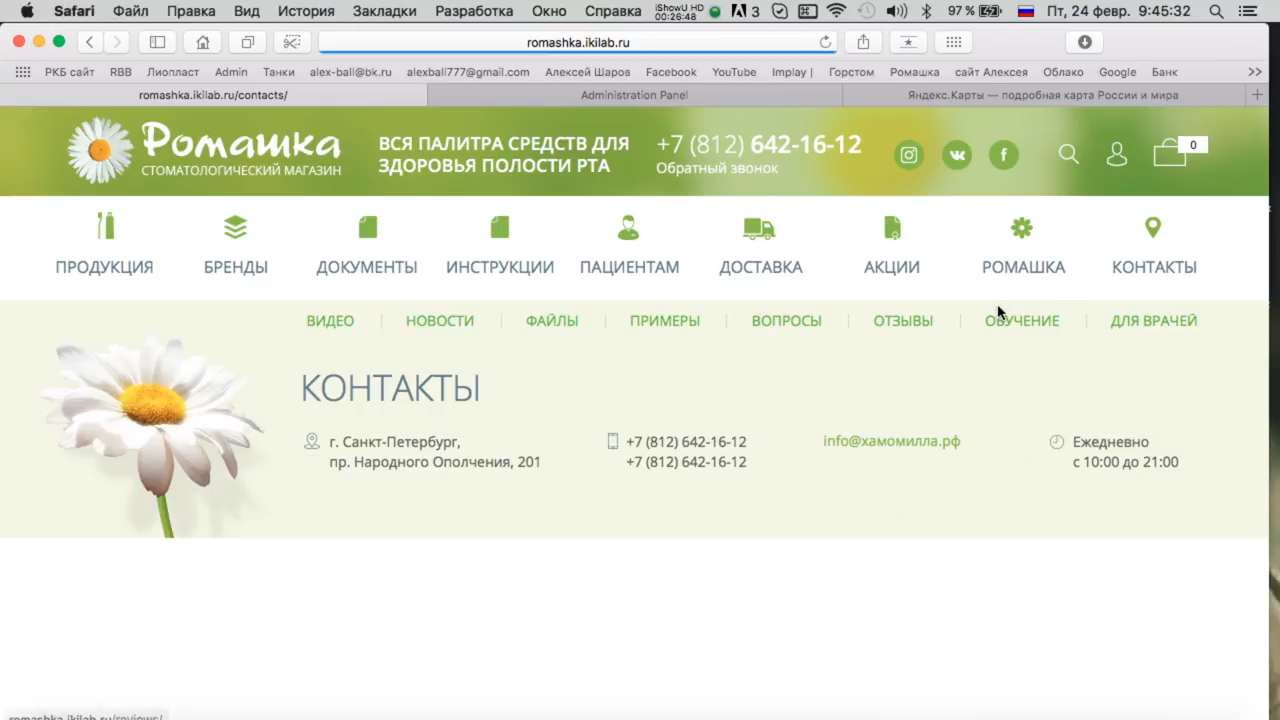 Safari Файл Правка Вид История Закладки Разработка Окно Справка iShowU HD 00:26:48 3 97 % Пт, 24 февр. 9:45:32
romashka.ikilab.ru
РКБ сайт RBB Лиопласт Admin Танки alex-ball@bk.ru alexball777@gmail.com Алексей Шаров Facebook YouTube Implay | Горстом Ромашка сайт Алексея Облако Google Банк
romashka.ikilab.ru/contacts/ Administration Panel Яндекс.Карты — подробная карта России и мира
Ромашка
СТОМАТОЛОГИЧЕСКИЙ МАГАЗИН
ВСЯ ПАЛИТРА СРЕДСТВ ДЛЯ
ЗДОРОВЬЯ ПОЛОСТИ РТА
+7 (812) 642-16-12
Обратный звонок
0
ПРОДУКЦИЯ БРЕНДЫ ДОКУМЕНТЫ ИНСТРУКЦИИ ПАЦИЕНТАМ ДОСТАВКА АКЦИИ РОМАШКА КОНТАКТЫ
ВИДЕО НОВОСТИ ФАЙЛЫ ПРИМЕРЫ ВОПРОСЫ ОТЗЫВЫ ОБУЧЕНИЕ ДЛЯ ВРАЧЕЙ
КОНТАКТЫ
г. Санкт-Петербург,
пр. Народного Ополчения, 201
+7 (812) 642-16-12
+7 (812) 642-16-12
info@хамомилла.рф
Ежедневно
с 10:00 до 21:00
romashka.ikilab.ru/reviews/